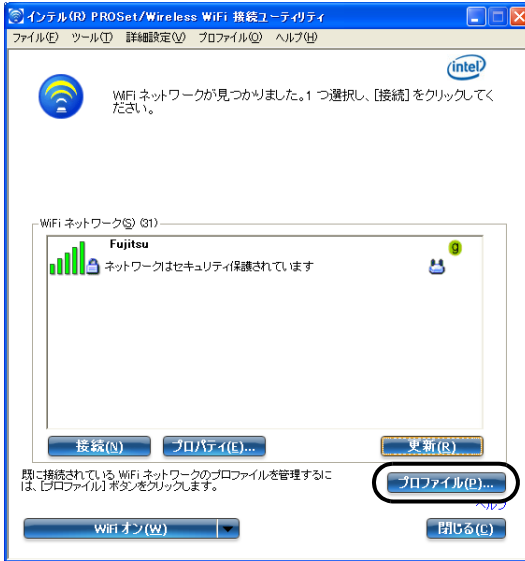 インテル(R) PROSet/Wireless WiFi 接続ユーティリティ
ファイル(F) ツール(T) 詳細設定(V) プロファイル(O) ヘルプ(H)
intel
WiFi ネットワークが見つかりました。1 つ選択し、[接続] をクリックしてく
ださい。
WiFi ネットワーク(S) (31)
Fujitsu
g
ネットワークはセキュリティ保護されています
接続(N) プロパティ(E)... 更新(R)
既に接続されている WiFi ネットワークのプロファイルを管理するに
は、[プロファイル] ボタンをクリックします。
プロファイル(P)...
ヘルプ
WiFi オン(W) 閉じる(C)